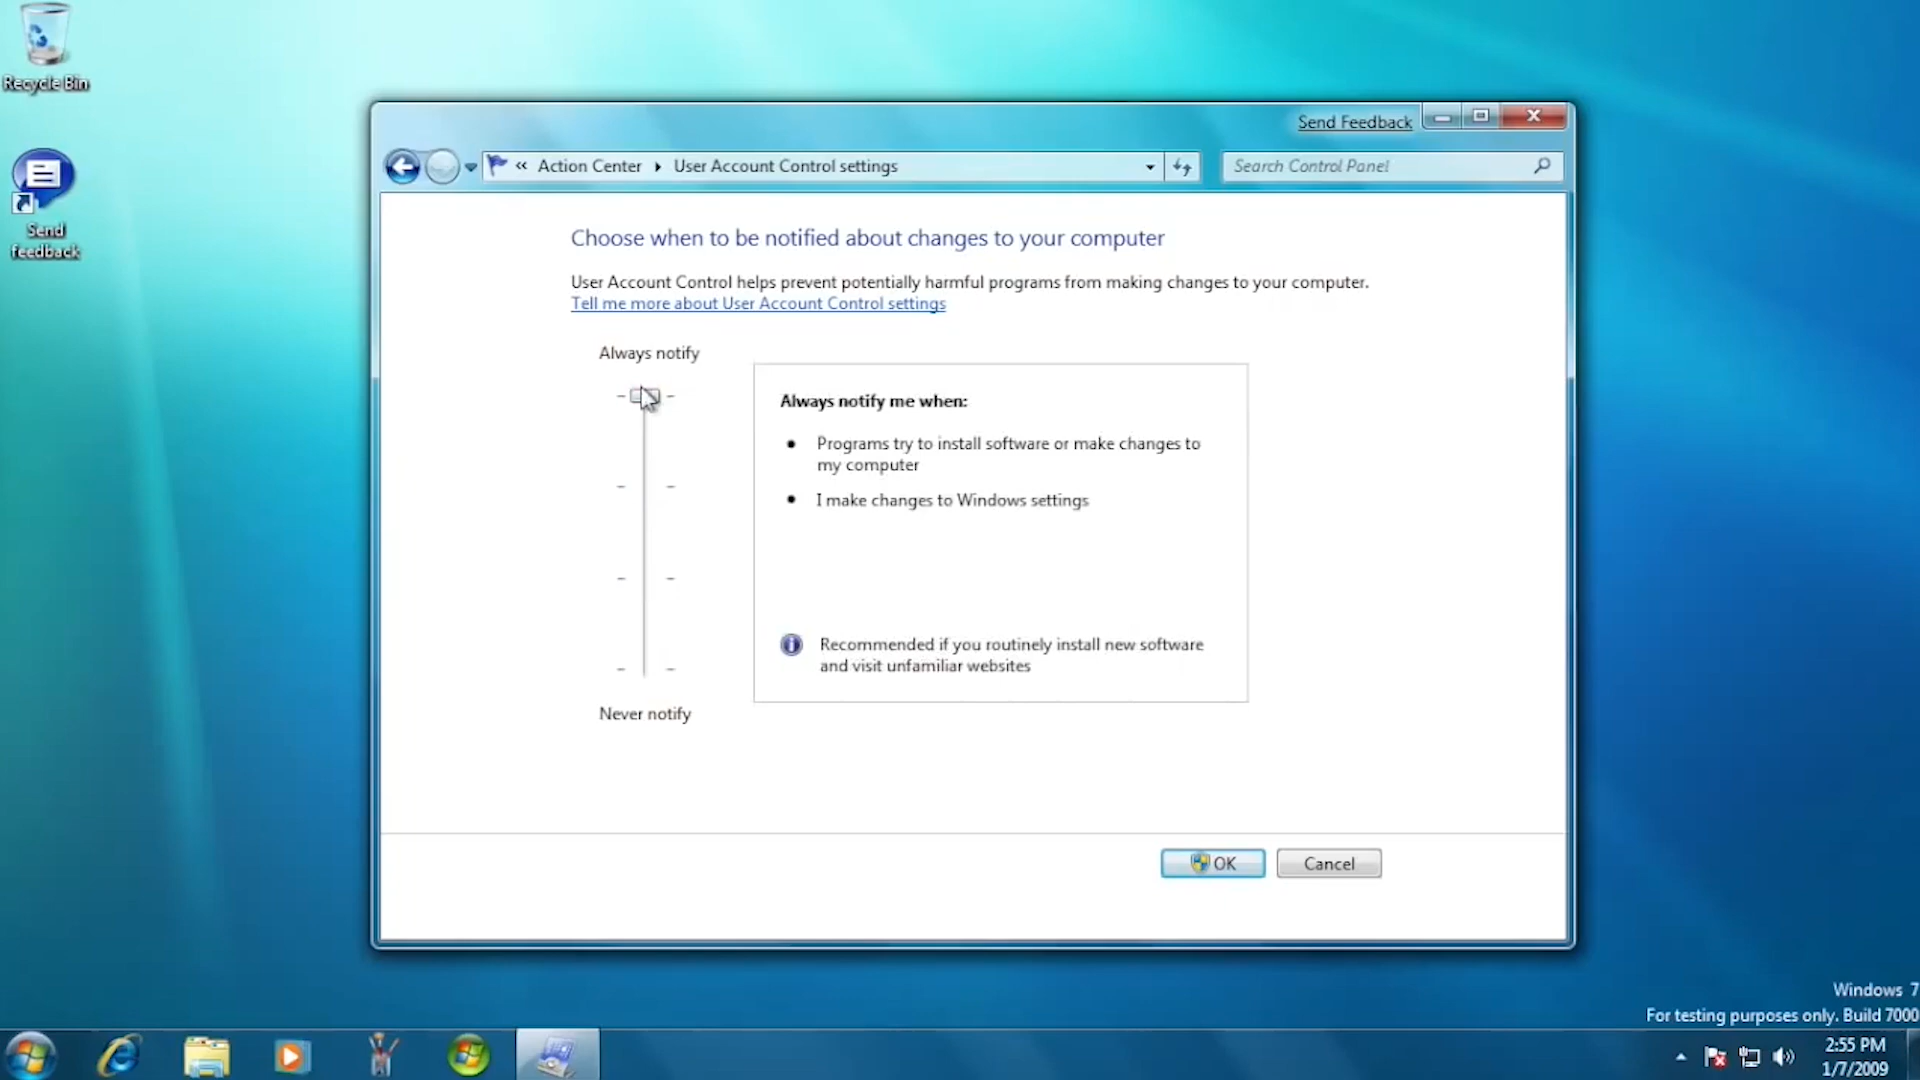 Recycle Bin
Send
feedback
Send Feedback
« Action Center ▸ User Account Control settings
Search Control Panel
Choose when to be notified about changes to your computer
User Account Control helps prevent potentially harmful programs from making changes to your computer.
Tell me more about User Account Control settings
Always notify
Always notify me when:
• Programs try to install software or make changes to
my computer
• I make changes to Windows settings
Recommended if you routinely install new software
and visit unfamiliar websites
Never notify
OK
Cancel
Windows 7
For testing purposes only. Build 7000
2:55 PM
1/7/2009